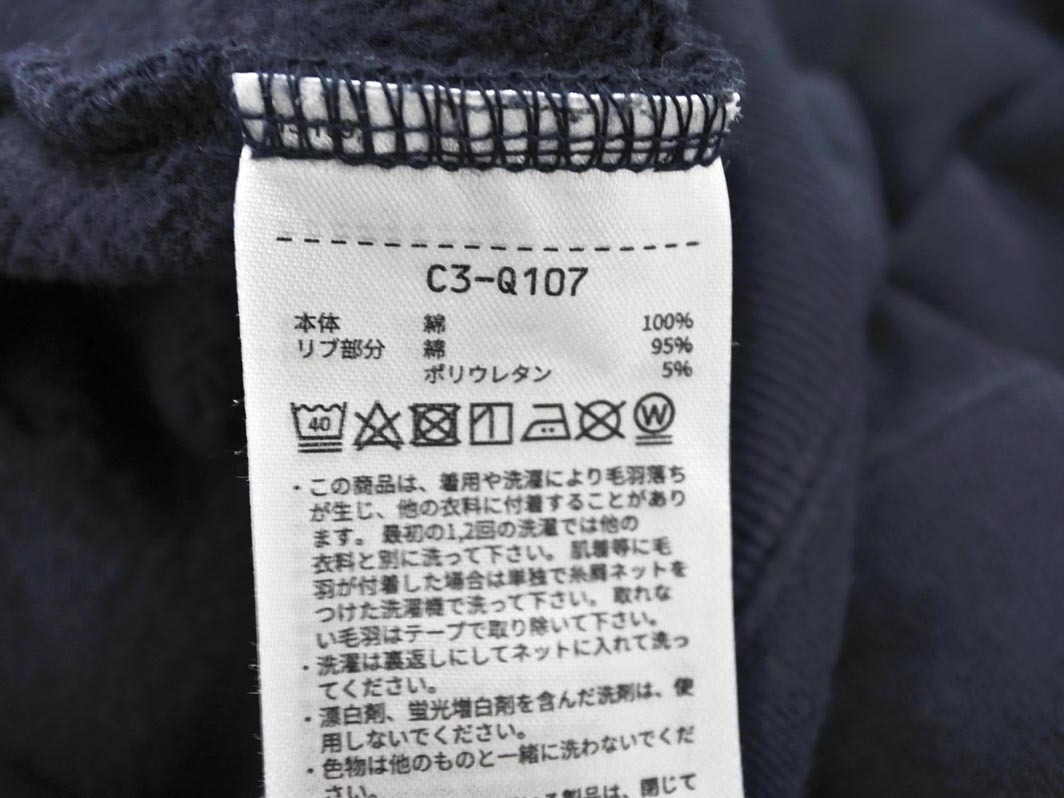 C3-Q107
本体 綿 100%
リブ部分 綿 95%
ポリウレタン 5%
40 W
・この商品は、着用や洗濯により毛羽落ち
が生じ、他の衣料に付着することがあり
ます。最初の1,2回の洗濯では他の
衣料と別に洗って下さい。肌着等に毛
羽が付着した場合は単独で糸屑ネットを
つけた洗濯機で洗って下さい。取れな
い毛羽はテープで取り除いて下さい。
・洗濯は裏返しにしてネットに入れて洗っ
てください。
・漂白剤、蛍光増白剤を含んだ洗剤は、使
用しないでください。
・色物は他のものと一緒に洗わないでくだ
さい。
製品は、閉じて